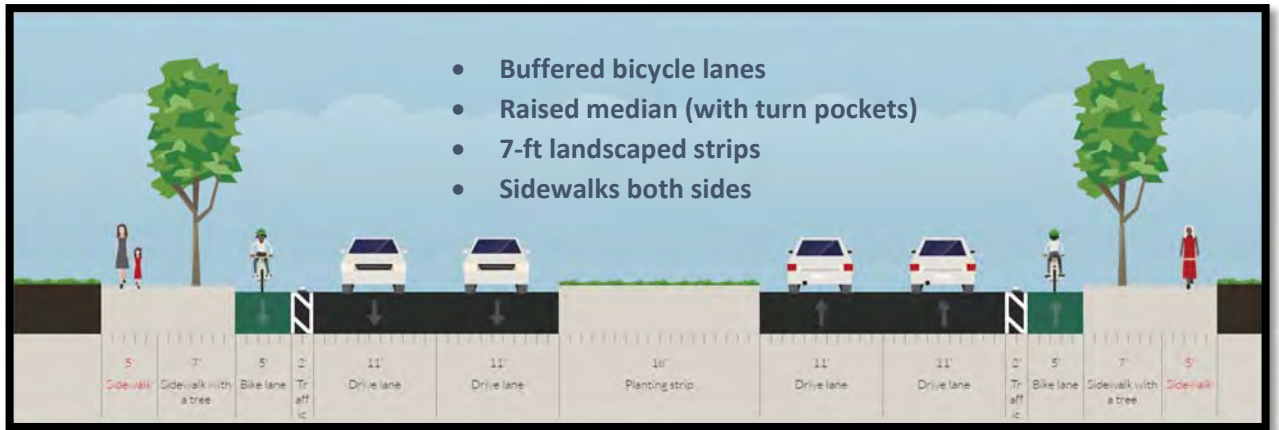 • Buffered bicycle lanes
• Raised median (with turn pockets)
• 7-ft landscaped strips
• Sidewalks both sides
5' 7' 5' 2' 11' 11' 18' 11' 11' 2' 5' 7' 5'
Sidewalk Sidewalk with Bike lane Tr Drive lane Drive lane Planting strip Drive lane Drive lane Tr Bike lane Sidewalk with Sidewalk
a tree aff aff a tree
ic ic